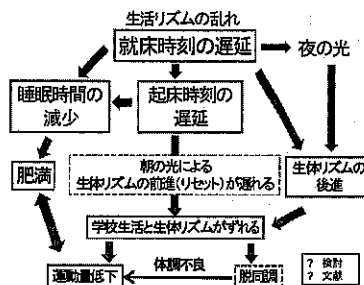 生活リズムの乱れ
就床時刻の遅延
夜の光
睡眠時間の
減少
起床時刻の
遅延
肥満
朝の光による
生体リズムの前進(リセット)が遅れる
生体リズムの
後進
学校生活と生体リズムがずれる
運動量低下
体調不良
脱同調
? 検討
? 文献